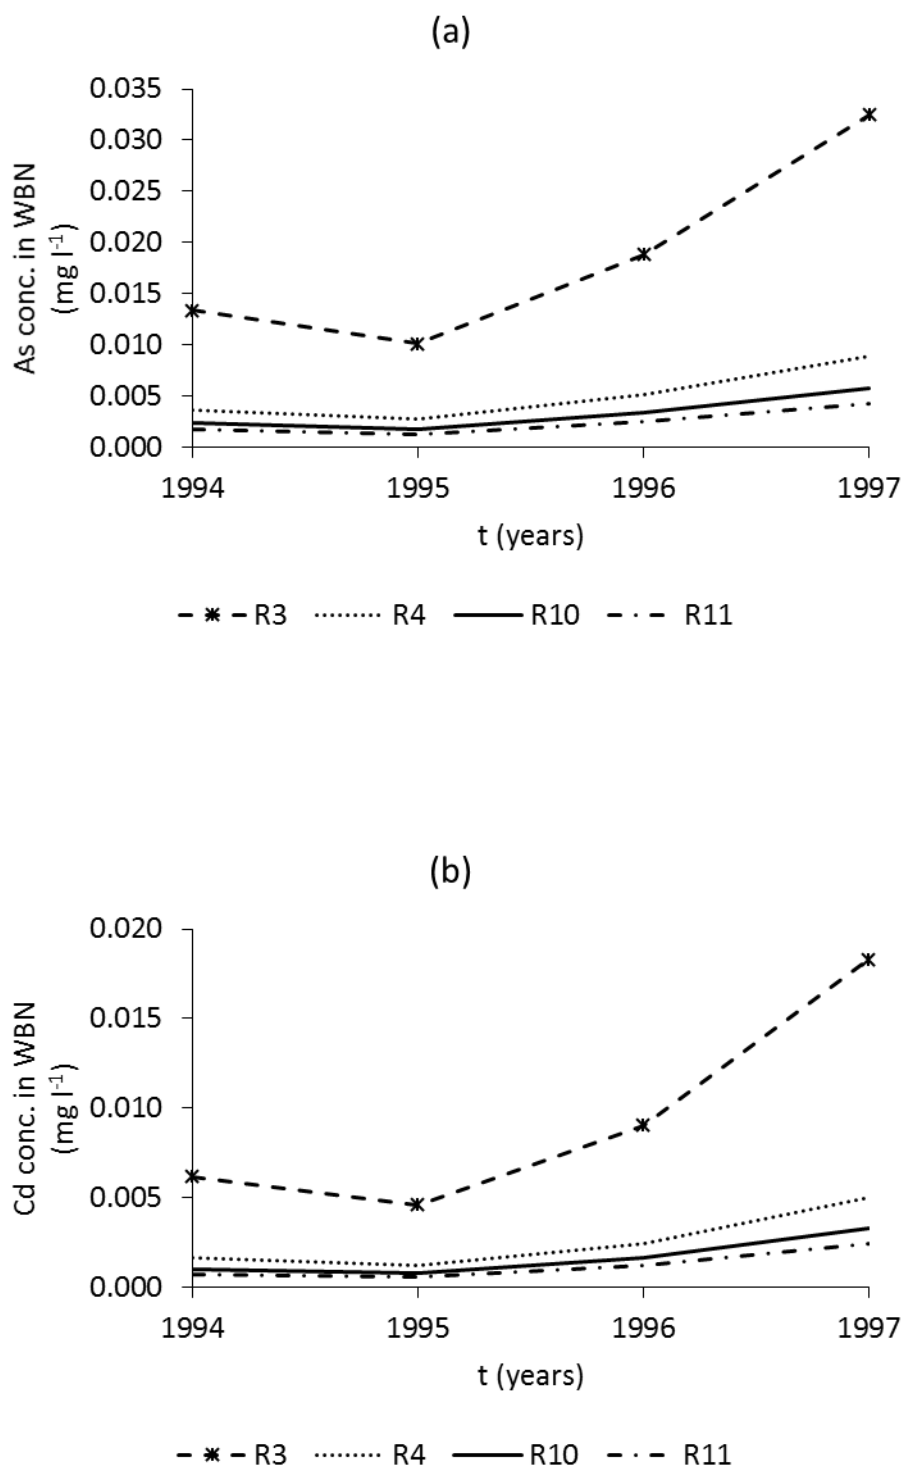 (a)
As conc. in WBN
(mg l⁻¹)
0.035
0.030
0.025
0.020
0.015
0.010
0.005
0.000
1994 1995 1996 1997
t (years)
R3 R4 R10 R11
(b)
Cd conc. in WBN
(mg l⁻¹)
0.020
0.015
0.010
0.005
0.000
1994 1995 1996 1997
t (years)
R3 R4 R10 R11